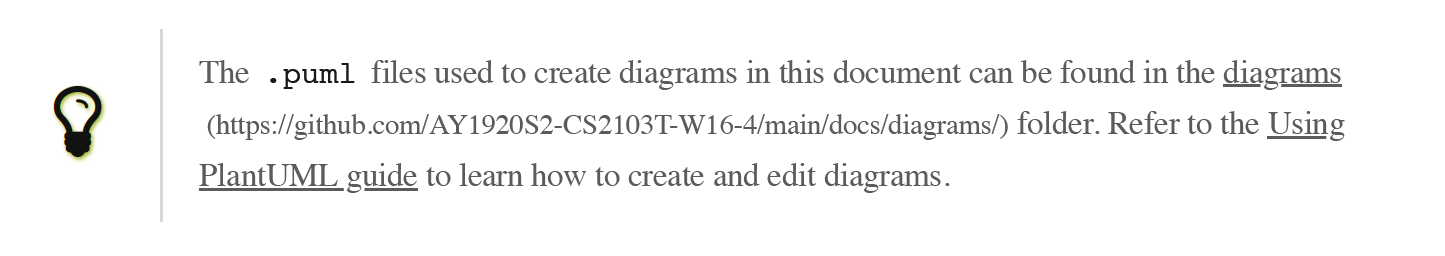 The .puml files used to create diagrams in this document can be found in the diagrams
(https://github.com/AY1920S2-CS2103T-W16-4/main/docs/diagrams/) folder. Refer to the Using
PlantUML guide to learn how to create and edit diagrams.